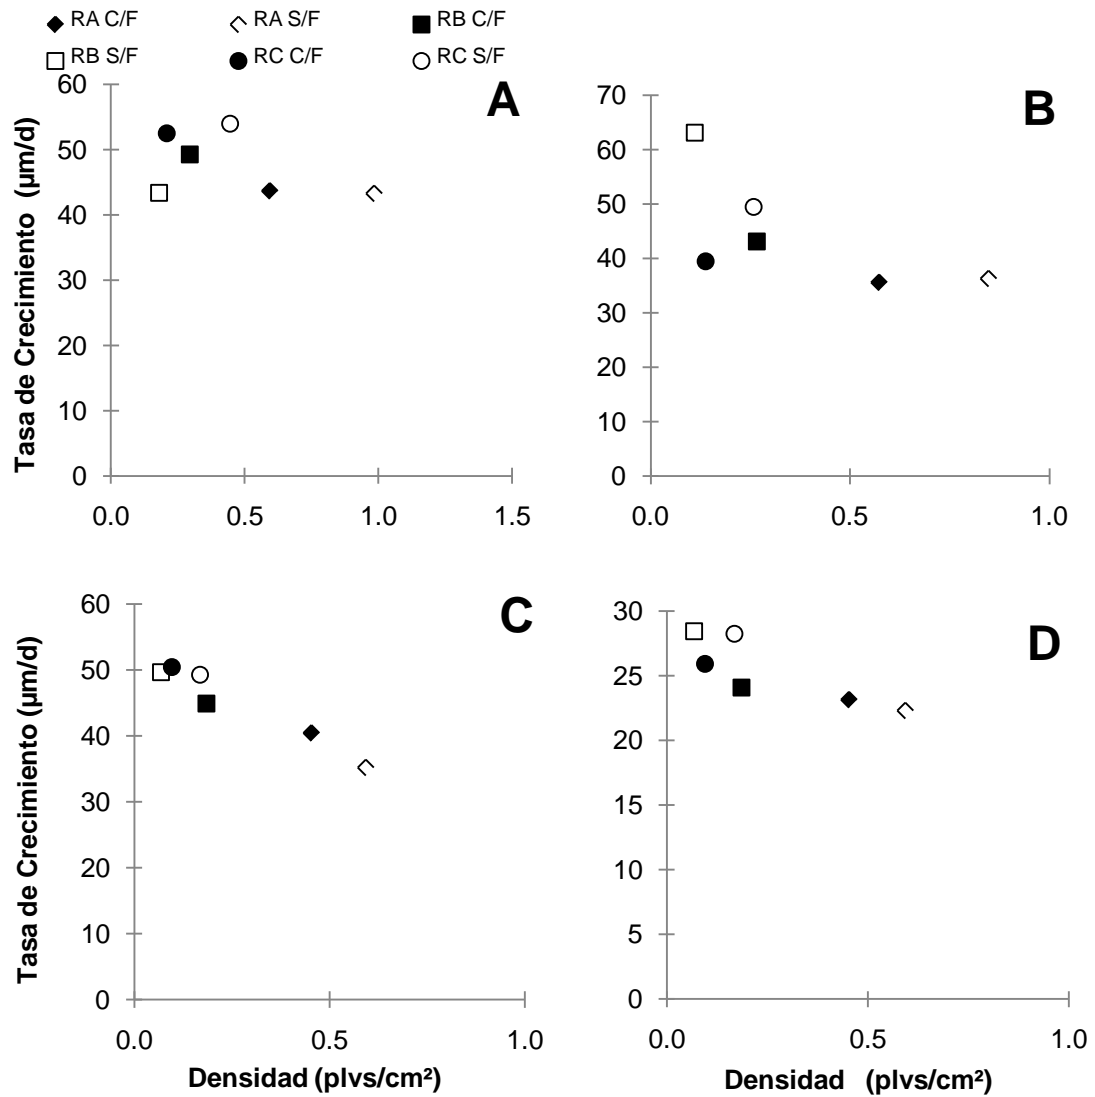 RA C/F RA S/F RB C/F
RB S/F RC C/F RC S/F
A
Tasa de Crecimiento (µm/d)
60
50
40
30
20
10
0
0.0 0.5 1.0 1.5
B
70
60
50
40
30
20
10
0
0.0 0.5 1.0
C
Tasa de Crecimiento (µm/d)
60
50
40
30
20
10
0
0.0 0.5 1.0
Densidad (plvs/cm²)
D
30
25
20
15
10
5
0
0.0 0.5 1.0
Densidad (plvs/cm²)